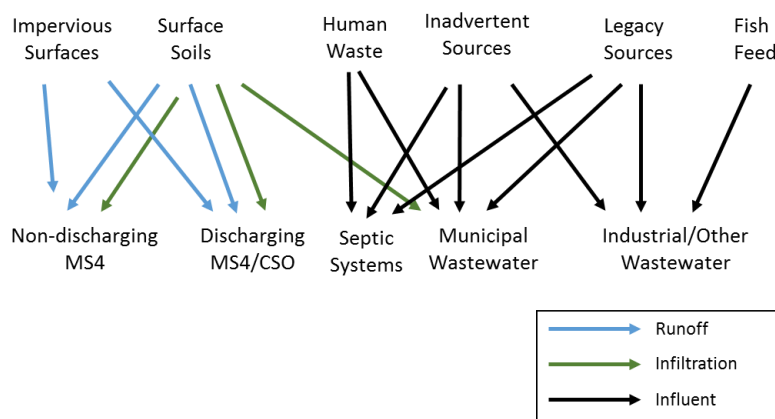 Impervious
Surfaces
Surface
Soils
Human
Waste
Inadvertent
Sources
Legacy
Sources
Fish
Feed
Non-discharging
MS4
Discharging
MS4/CSO
Septic
Systems
Municipal
Wastewater
Industrial/Other
Wastewater
Runoff
Infiltration
Influent